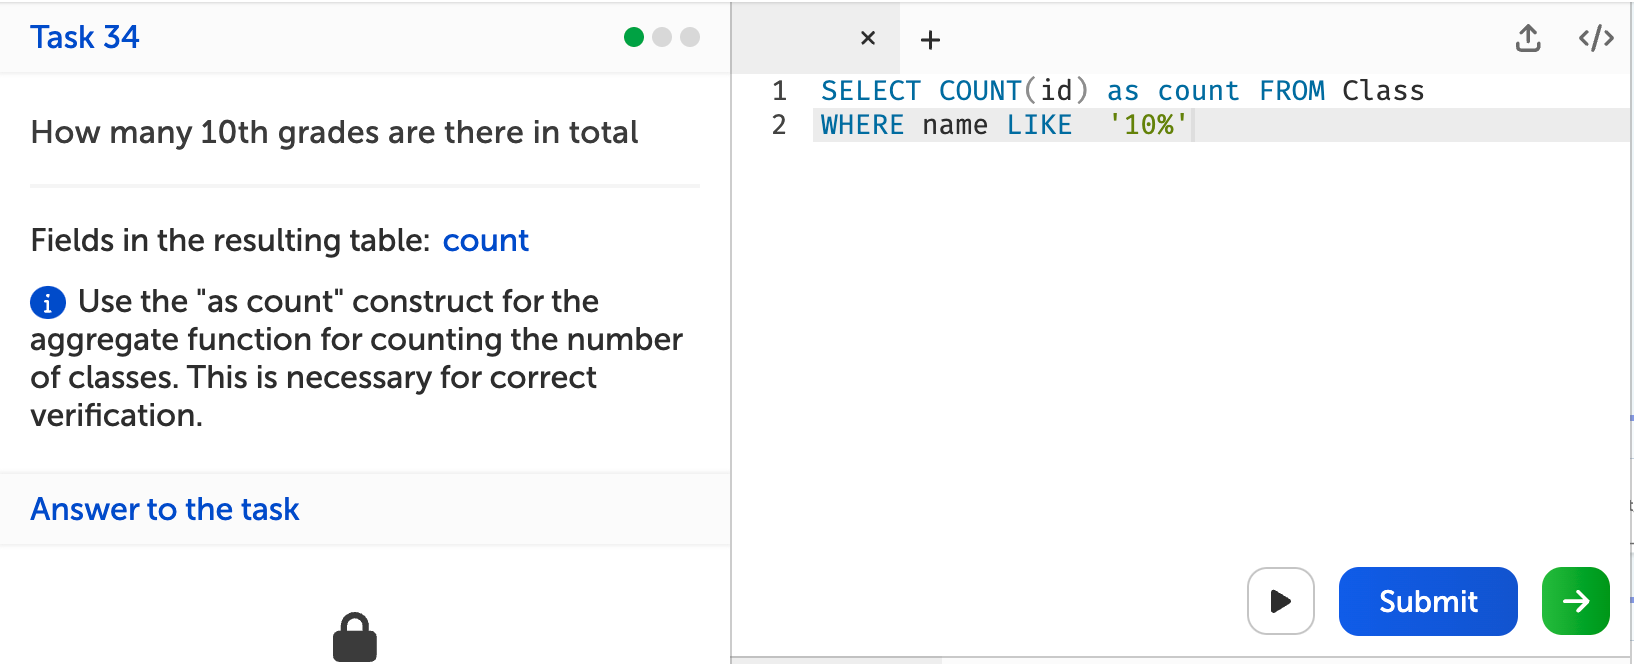 Task 34
How many 10th grades are there in total
Fields in the resulting table: count
i Use the "as count" construct for the
aggregate function for counting the number
of classes. This is necessary for correct
verification.
Answer to the task
× +
</>
1 SELECT COUNT(id) as count FROM Class
2 WHERE name LIKE  '10%'
Submit